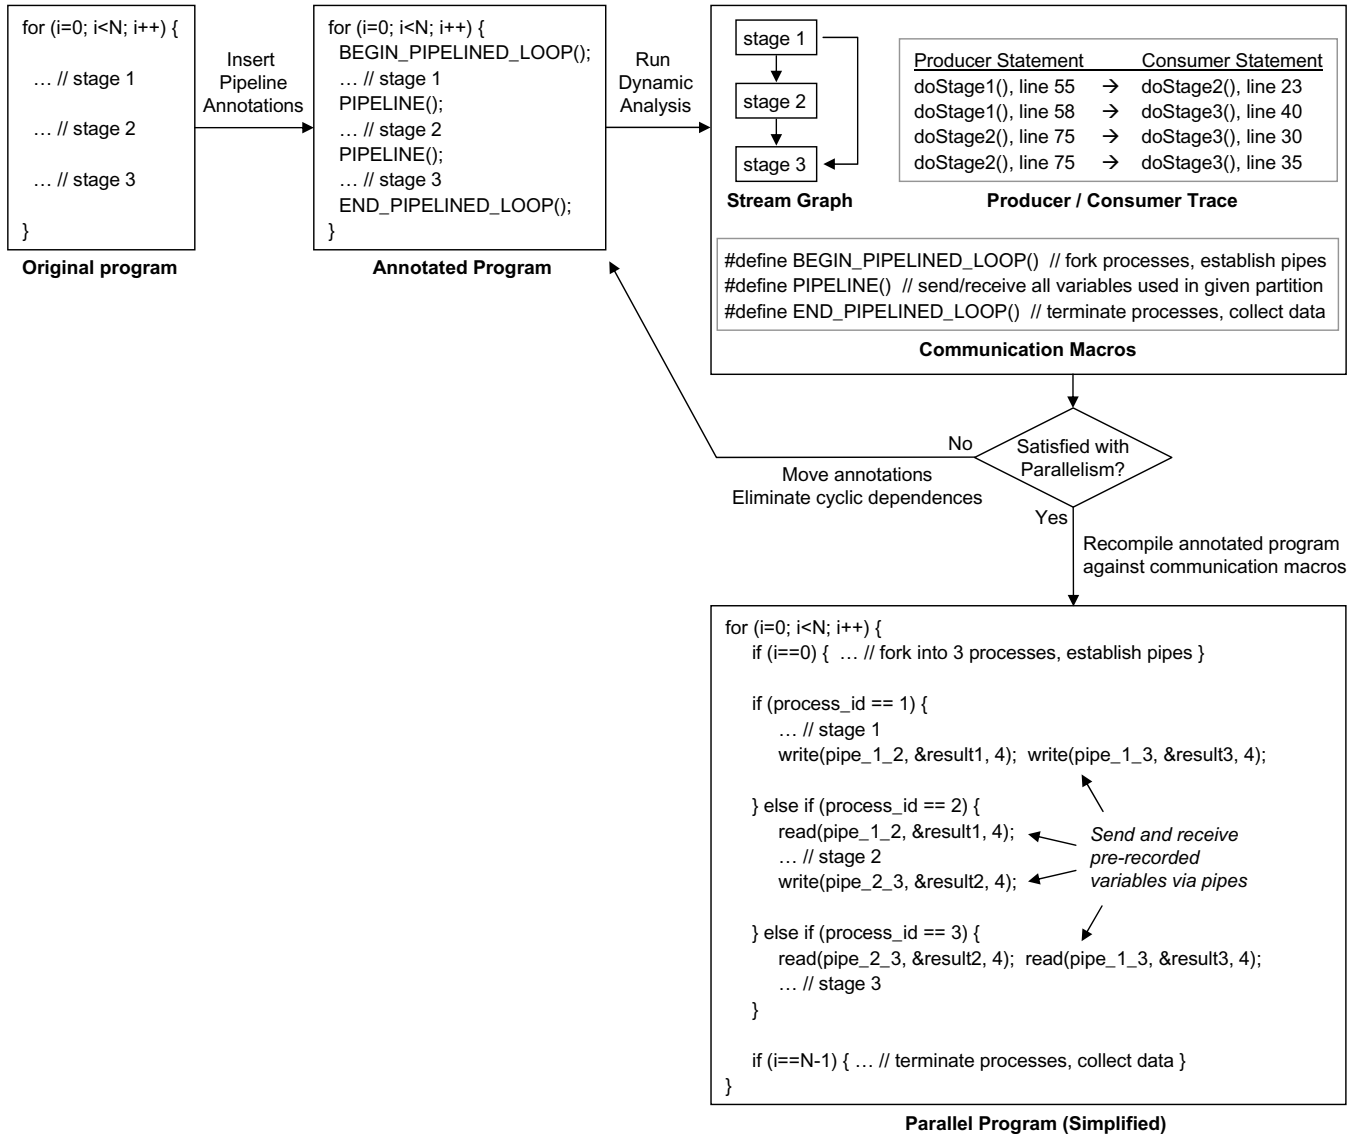 for (i=0; i<N; i++) {
… // stage 1
… // stage 2
… // stage 3
}
Original program
Insert
Pipeline
Annotations
for (i=0; i<N; i++) {
BEGIN_PIPELINED_LOOP();
… // stage 1
PIPELINE();
… // stage 2
PIPELINE();
… // stage 3
END_PIPELINED_LOOP();
}
Annotated Program
Run
Dynamic
Analysis
stage 1
stage 2
stage 3
Stream Graph
Producer Statement Consumer Statement
doStage1(), line 55 → doStage2(), line 23
doStage1(), line 58 → doStage3(), line 40
doStage2(), line 75 → doStage3(), line 30
doStage2(), line 75 → doStage3(), line 35
Producer / Consumer Trace
#define BEGIN_PIPELINED_LOOP() // fork processes, establish pipes
#define PIPELINE() // send/receive all variables used in given partition
#define END_PIPELINED_LOOP() // terminate processes, collect data
Communication Macros
Satisfied with
Parallelism?
No
Move annotations
Eliminate cyclic dependences
Yes
Recompile annotated program
against communication macros
for (i=0; i<N; i++) {
if (i==0) { … // fork into 3 processes, establish pipes }
if (process_id == 1) {
… // stage 1
write(pipe_1_2, &result1, 4); write(pipe_1_3, &result3, 4);
} else if (process_id == 2) {
read(pipe_1_2, &result1, 4);
… // stage 2
write(pipe_2_3, &result2, 4);
Send and receive
pre-recorded
variables via pipes
} else if (process_id == 3) {
read(pipe_2_3, &result2, 4); read(pipe_1_3, &result3, 4);
… // stage 3
}
if (i==N-1) { … // terminate processes, collect data }
}
Parallel Program (Simplified)